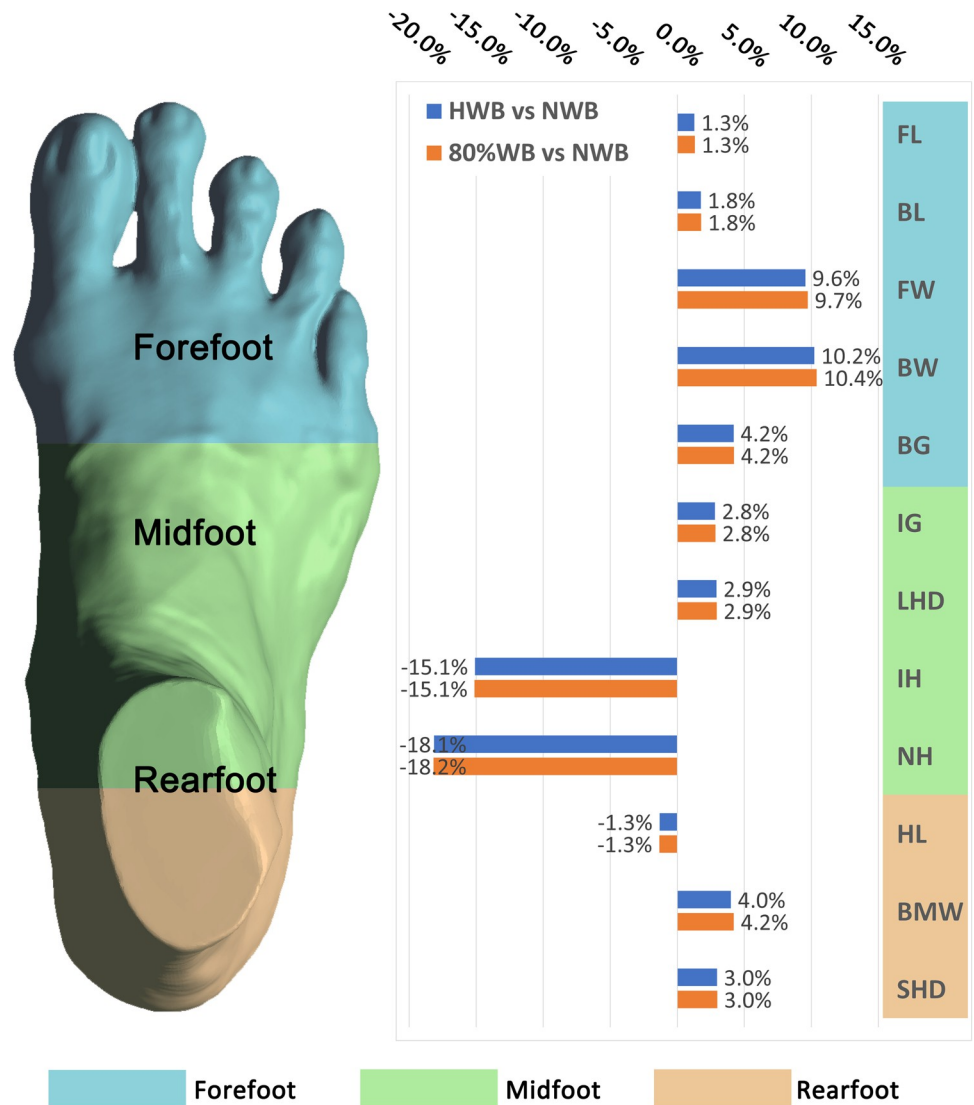 -20.0% -15.0% -10.0% -5.0% 0.0% 5.0% 10.0% 15.0%
HWB vs NWB
80%WB vs NWB
1.3%
1.3%
FL
1.8%
1.8%
BL
9.6%
9.7%
FW
Forefoot
10.2%
10.4%
BW
4.2%
4.2%
BG
Midfoot
2.8%
2.8%
IG
2.9%
2.9%
LHD
-15.1%
-15.1%
IH
-18.1%
-18.2%
NH
Rearfoot
-1.3%
-1.3%
HL
4.0%
4.2%
BMW
3.0%
3.0%
SHD
Forefoot Midfoot Rearfoot